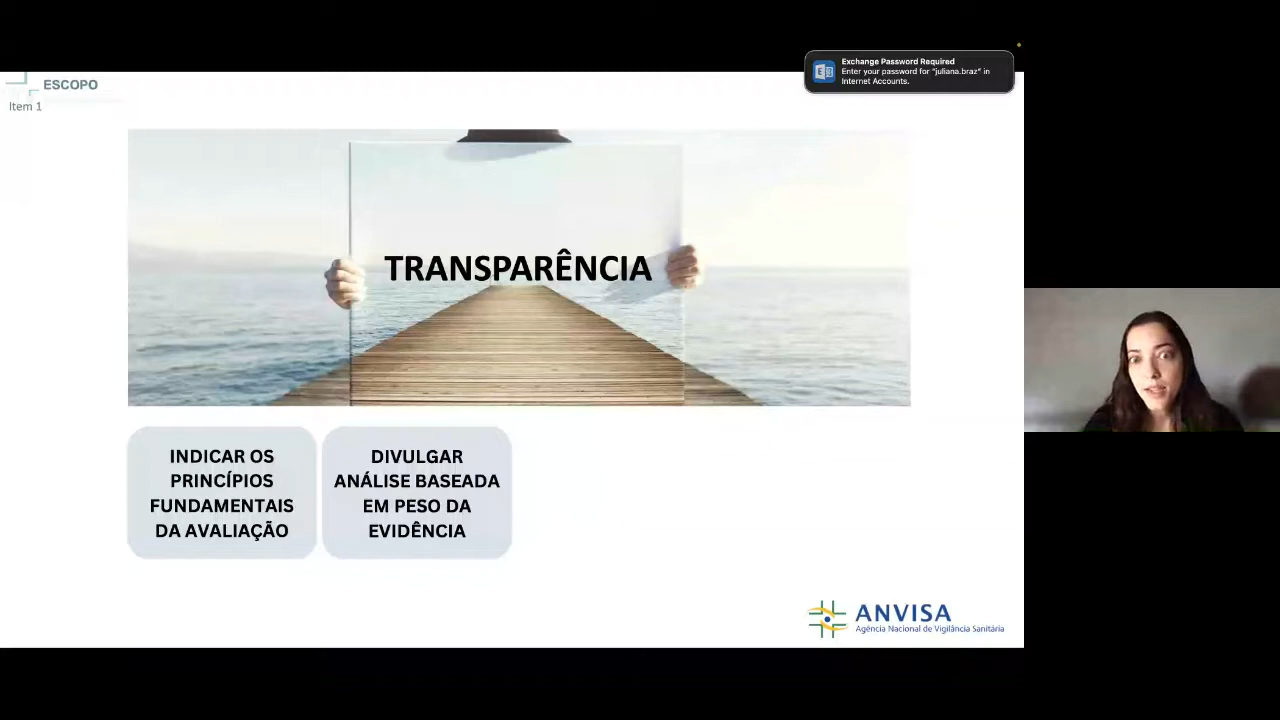 Exchange Password Required
Enter your password for "juliana.braz" in
Internet Accounts.
ESCOPO
Item 1
TRANSPARÊNCIA
INDICAR OS
PRINCÍPIOS
FUNDAMENTAIS
DA AVALIAÇÃO
DIVULGAR
ANÁLISE BASEADA
EM PESO DA
EVIDÊNCIA
ANVISA
Agência Nacional de Vigilância Sanitária